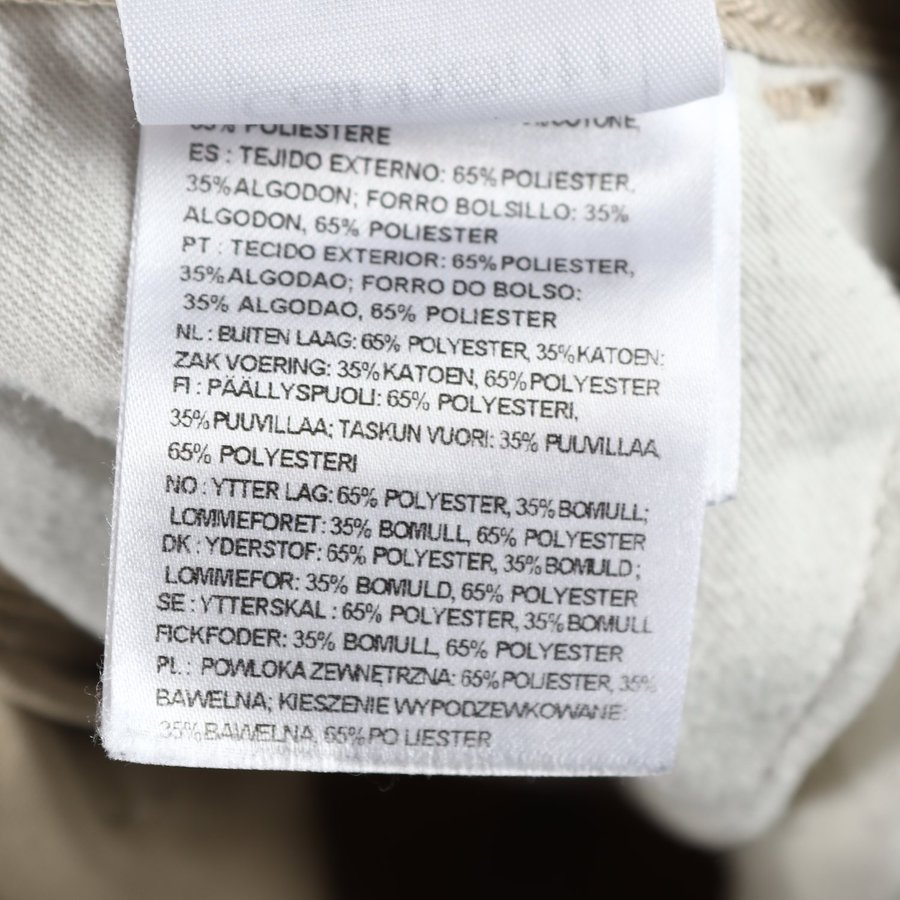 65% POLIESTERE
ES : TEJIDO EXTERNO: 65% POLIESTER,
35% ALGODON; FORRO BOLSILLO: 35%
ALGODON, 65% POLIESTER
PT : TECIDO EXTERIOR: 65% POLIESTER,
35% ALGODAO; FORRO DO BOLSO:
35% ALGODAO, 65% POLIESTER
NL : BUITEN LAAG: 65% POLYESTER, 35% KATOEN:
ZAK VOERING: 35% KATOEN, 65% POLYESTER
FI : PÄÄLLYSPUOLI: 65% POLYESTERI,
35% PUUVILLAA; TASKUN VUORI: 35% PUUVILLAA,
65% POLYESTERI
NO : YTTER LAG: 65% POLYESTER, 35% BOMULL;
LOMMEFORET: 35% BOMULL, 65% POLYESTER
DK : YDERSTOF: 65% POLYESTER, 35% BOMULD ;
LOMMEFOR: 35% BOMULD, 65% POLYESTER
SE : YTTERSKAL : 65% POLYESTER, 35% BOMULL
FICKFODER: 35% BOMULL, 65% POLYESTER
PL : POWLOKA ZEWNETRZNA: 65% POLIESTER, 35%
BAWELNA; KIESZENIE WYPODZEWKOWANE:
35% BAWELNA, 65% PO LIESTER